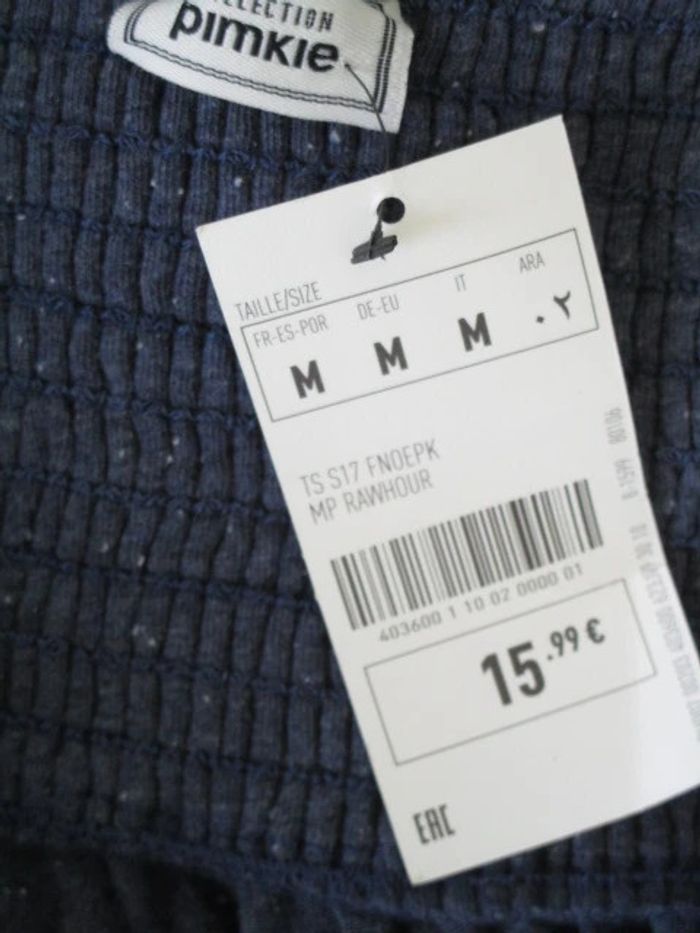 pimkie
TAILLE/SIZE
FR-ES-POR DE-EU IT ARA
M M M ٠٢
TS S17 FNOEPK
MP RAWHOUR
403600 1 10 02 0000 01
15.99 €
EAC